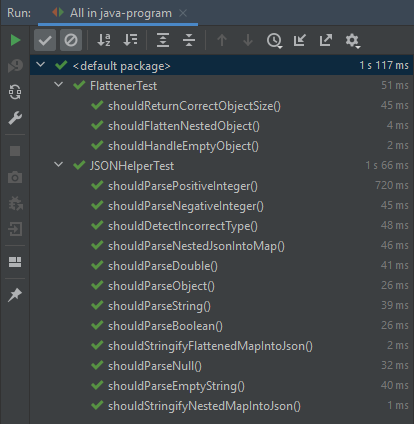 Run: All in java-program
<default package> 1 s 117 ms
FlattenerTest 51 ms
shouldReturnCorrectObjectSize() 45 ms
shouldFlattenNestedObject() 4 ms
shouldHandleEmptyObject() 2 ms
JSONHelperTest 1 s 66 ms
shouldParsePositiveInteger() 720 ms
shouldParseNegativeInteger() 45 ms
shouldDetectIncorrectType() 48 ms
shouldParseNestedJsonIntoMap() 46 ms
shouldParseDouble() 41 ms
shouldParseObject() 26 ms
shouldParseString() 39 ms
shouldParseBoolean() 26 ms
shouldStringifyFlattenedMapIntoJson() 2 ms
shouldParseNull() 32 ms
shouldParseEmptyString() 40 ms
shouldStringifyNestedMapIntoJson() 1 ms